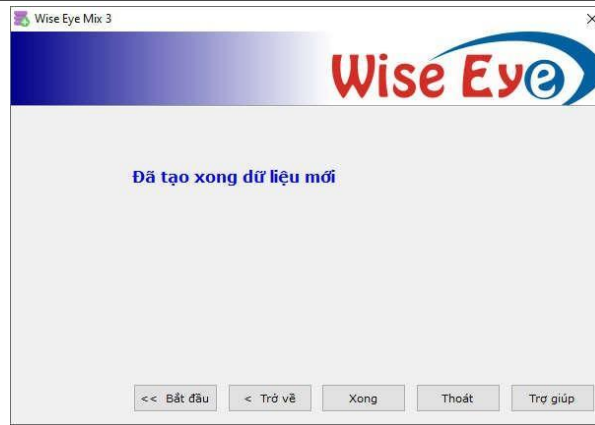 Wise Eye Mix 3
Wise Eye
Đã tạo xong dữ liệu mới
<< Bắt đầu
< Trở về
Xong
Thoát
Trợ giúp